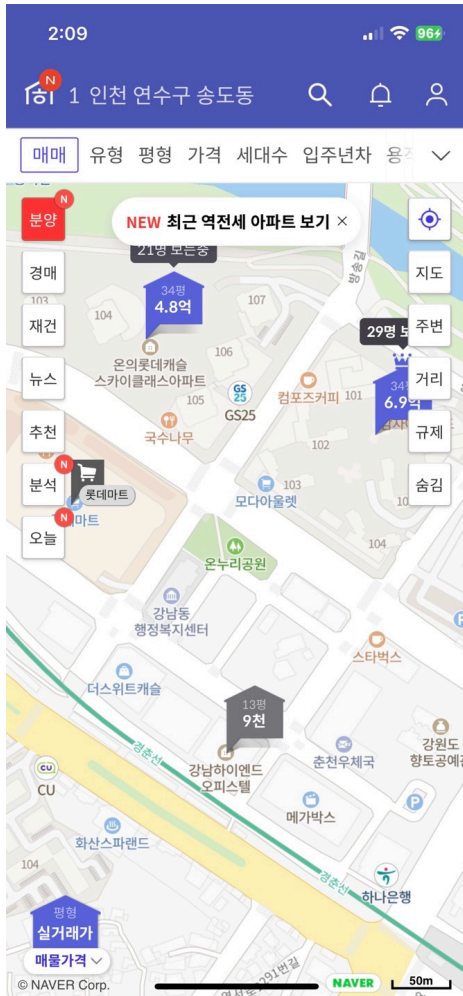 2:09
96
N
1 인천 연수구 송도동
매매 유형 평형 가격 세대수 입주년차
분양
N
NEW 최근 역전세 아파트 보기 ×
21명 보는중
방송길
경매
지도
34평
4.8억
103
104
107
재건
29명
주변
106
온의롯데캐슬
스카이클래스아파트
뉴스
105
GS
25
GS25
컴포즈커피
101
34
6.9억
거리
국수나무
추천
102
규제
N
분석
롯데마트
모다아울렛
103
숨김
N
오늘
마트
104
온누리공원
강남동
행정복지센터
스타벅스
더스위트캐슬
13평
9천
경춘선
강남하이엔드
오피스텔
춘천우체국
강원도
CU
CU
P
메가박스
화산스파랜드
104
경춘선
하나은행
평형
실거래가
매물가격
© NAVER Corp.
NAVER
50m